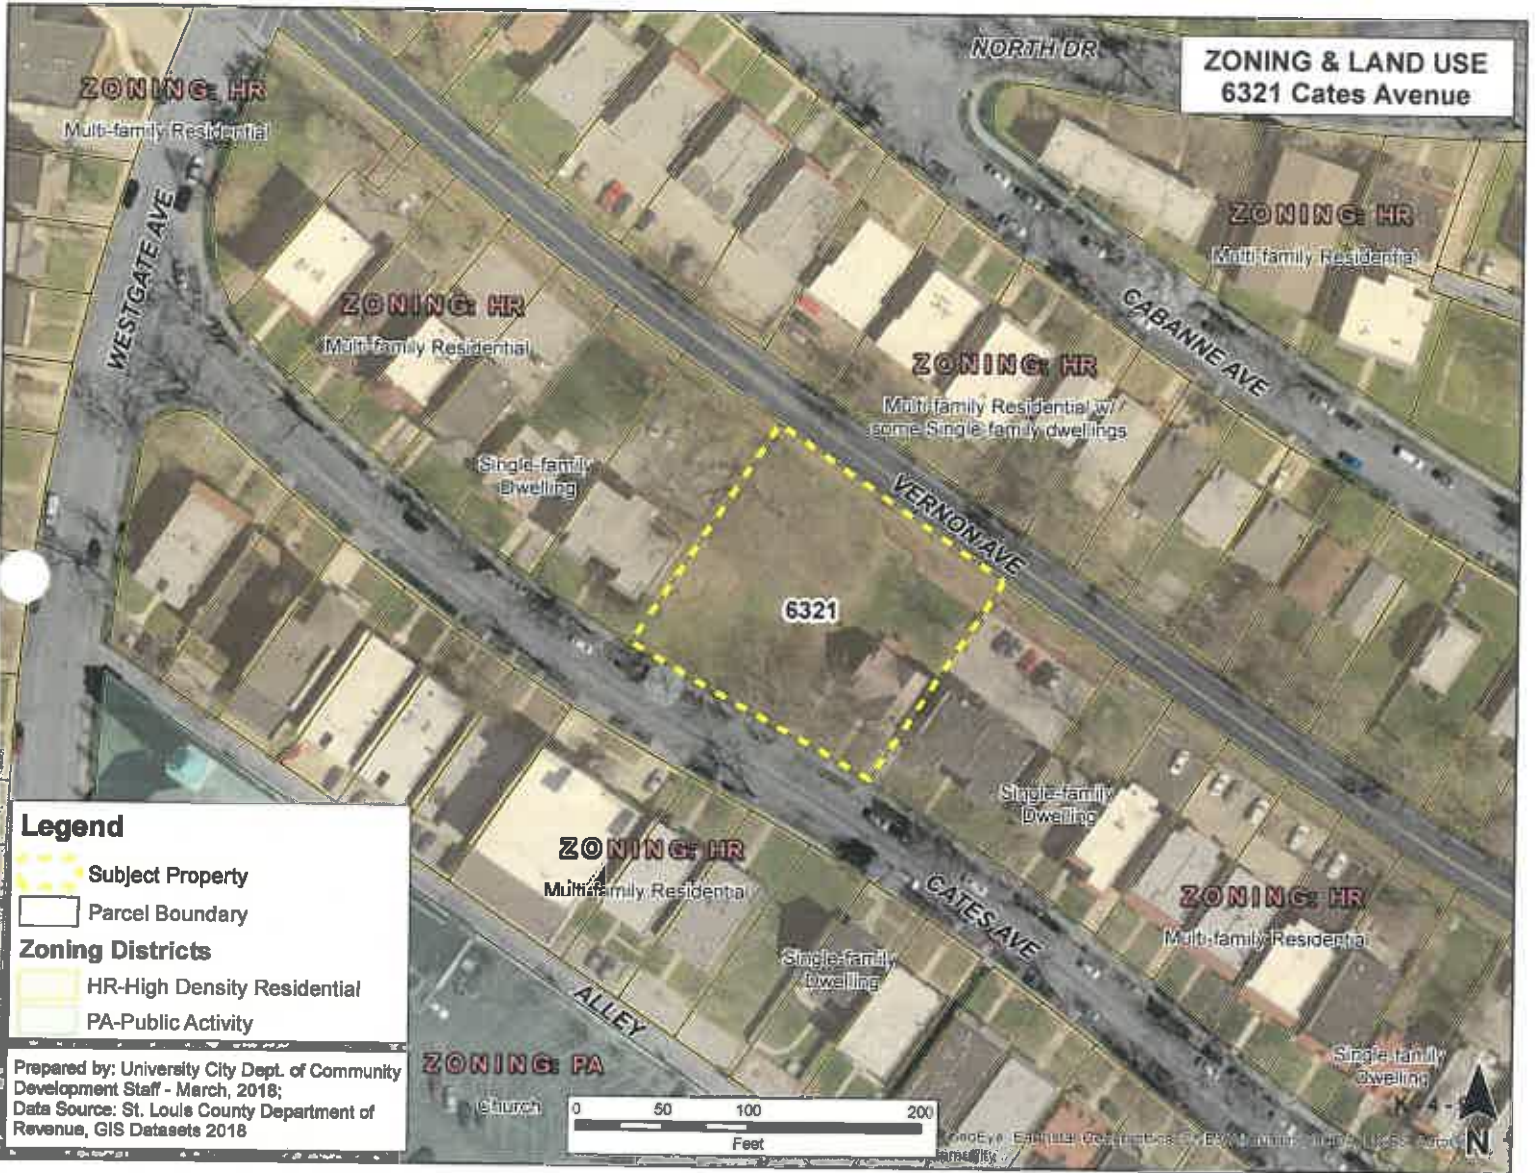 NORTH DR
ZONING & LAND USE
6321 Cates Avenue
ZONING: HR
Multi-family Residential
WESTGATE AVE
ZONING: HR
Multi-family Residential
ZONING: HR
Multi-family Residential
CABANNE AVE
ZONING: HR
Multi-family Residential w/
some Single-family dwellings
Single-family
Dwelling
VERNON AVE
6321
Single-family
Dwelling
ZONING: HR
Multi-family Residential
CATES AVE
ZONING: HR
Multi-family Residential
Single-family
Dwelling
ALLEY
Single-family
Dwelling
ZONING: PA
Church
Legend
Subject Property
Parcel Boundary
Zoning Districts
HR-High Density Residential
PA-Public Activity
Prepared by: University City Dept. of Community
Development Staff - March, 2018;
Data Source: St. Louis County Department of
Revenue, GIS Datasets 2018
0 50 100 200
Feet
N